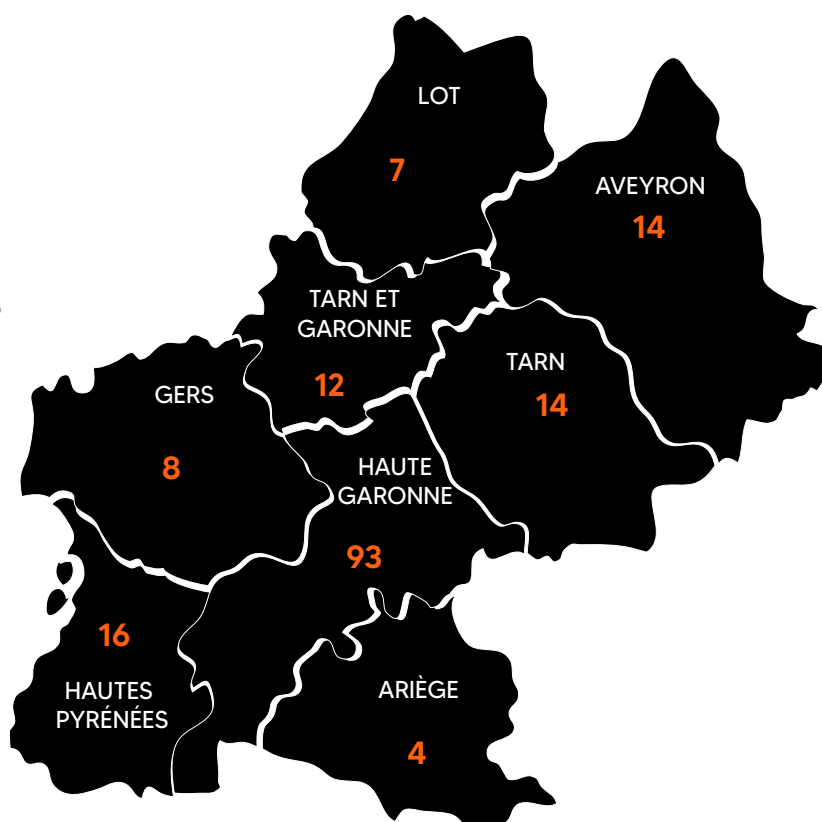 LOT
7
AVEYRON
14
TARN ET
GARONNE
12
TARN
14
GERS
8
HAUTE
GARONNE
93
16
HAUTES
PYRÉNÉES
ARIÈGE
4